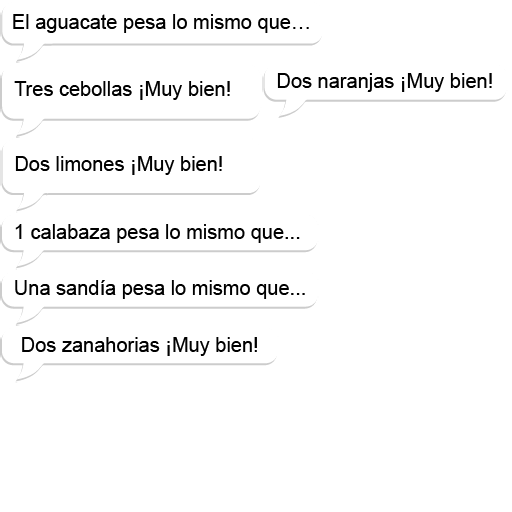 El aguacate pesa lo mismo que…
Tres cebollas ¡Muy bien!
Dos naranjas ¡Muy bien!
Dos limones ¡Muy bien!
1 calabaza pesa lo mismo que...
Una sandía pesa lo mismo que...
Dos zanahorias ¡Muy bien!